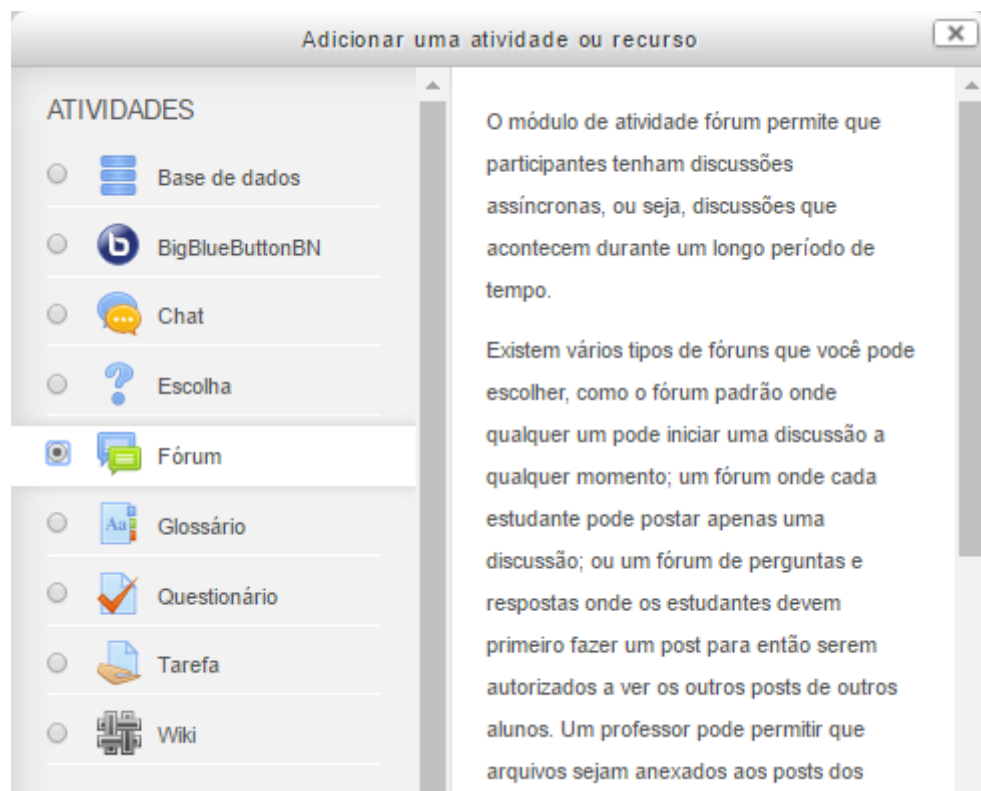 Adicionar uma atividade ou recurso
ATIVIDADES
Base de dados
BigBlueButtonBN
Chat
Escolha
Fórum
Glossário
Questionário
Tarefa
Wiki
O módulo de atividade fórum permite que
participantes tenham discussões
assíncronas, ou seja, discussões que
acontecem durante um longo período de
tempo.
Existem vários tipos de fóruns que você pode
escolher, como o fórum padrão onde
qualquer um pode iniciar uma discussão a
qualquer momento; um fórum onde cada
estudante pode postar apenas uma
discussão; ou um fórum de perguntas e
respostas onde os estudantes devem
primeiro fazer um post para então serem
autorizados a ver os outros posts de outros
alunos. Um professor pode permitir que
arquivos sejam anexados aos posts dos